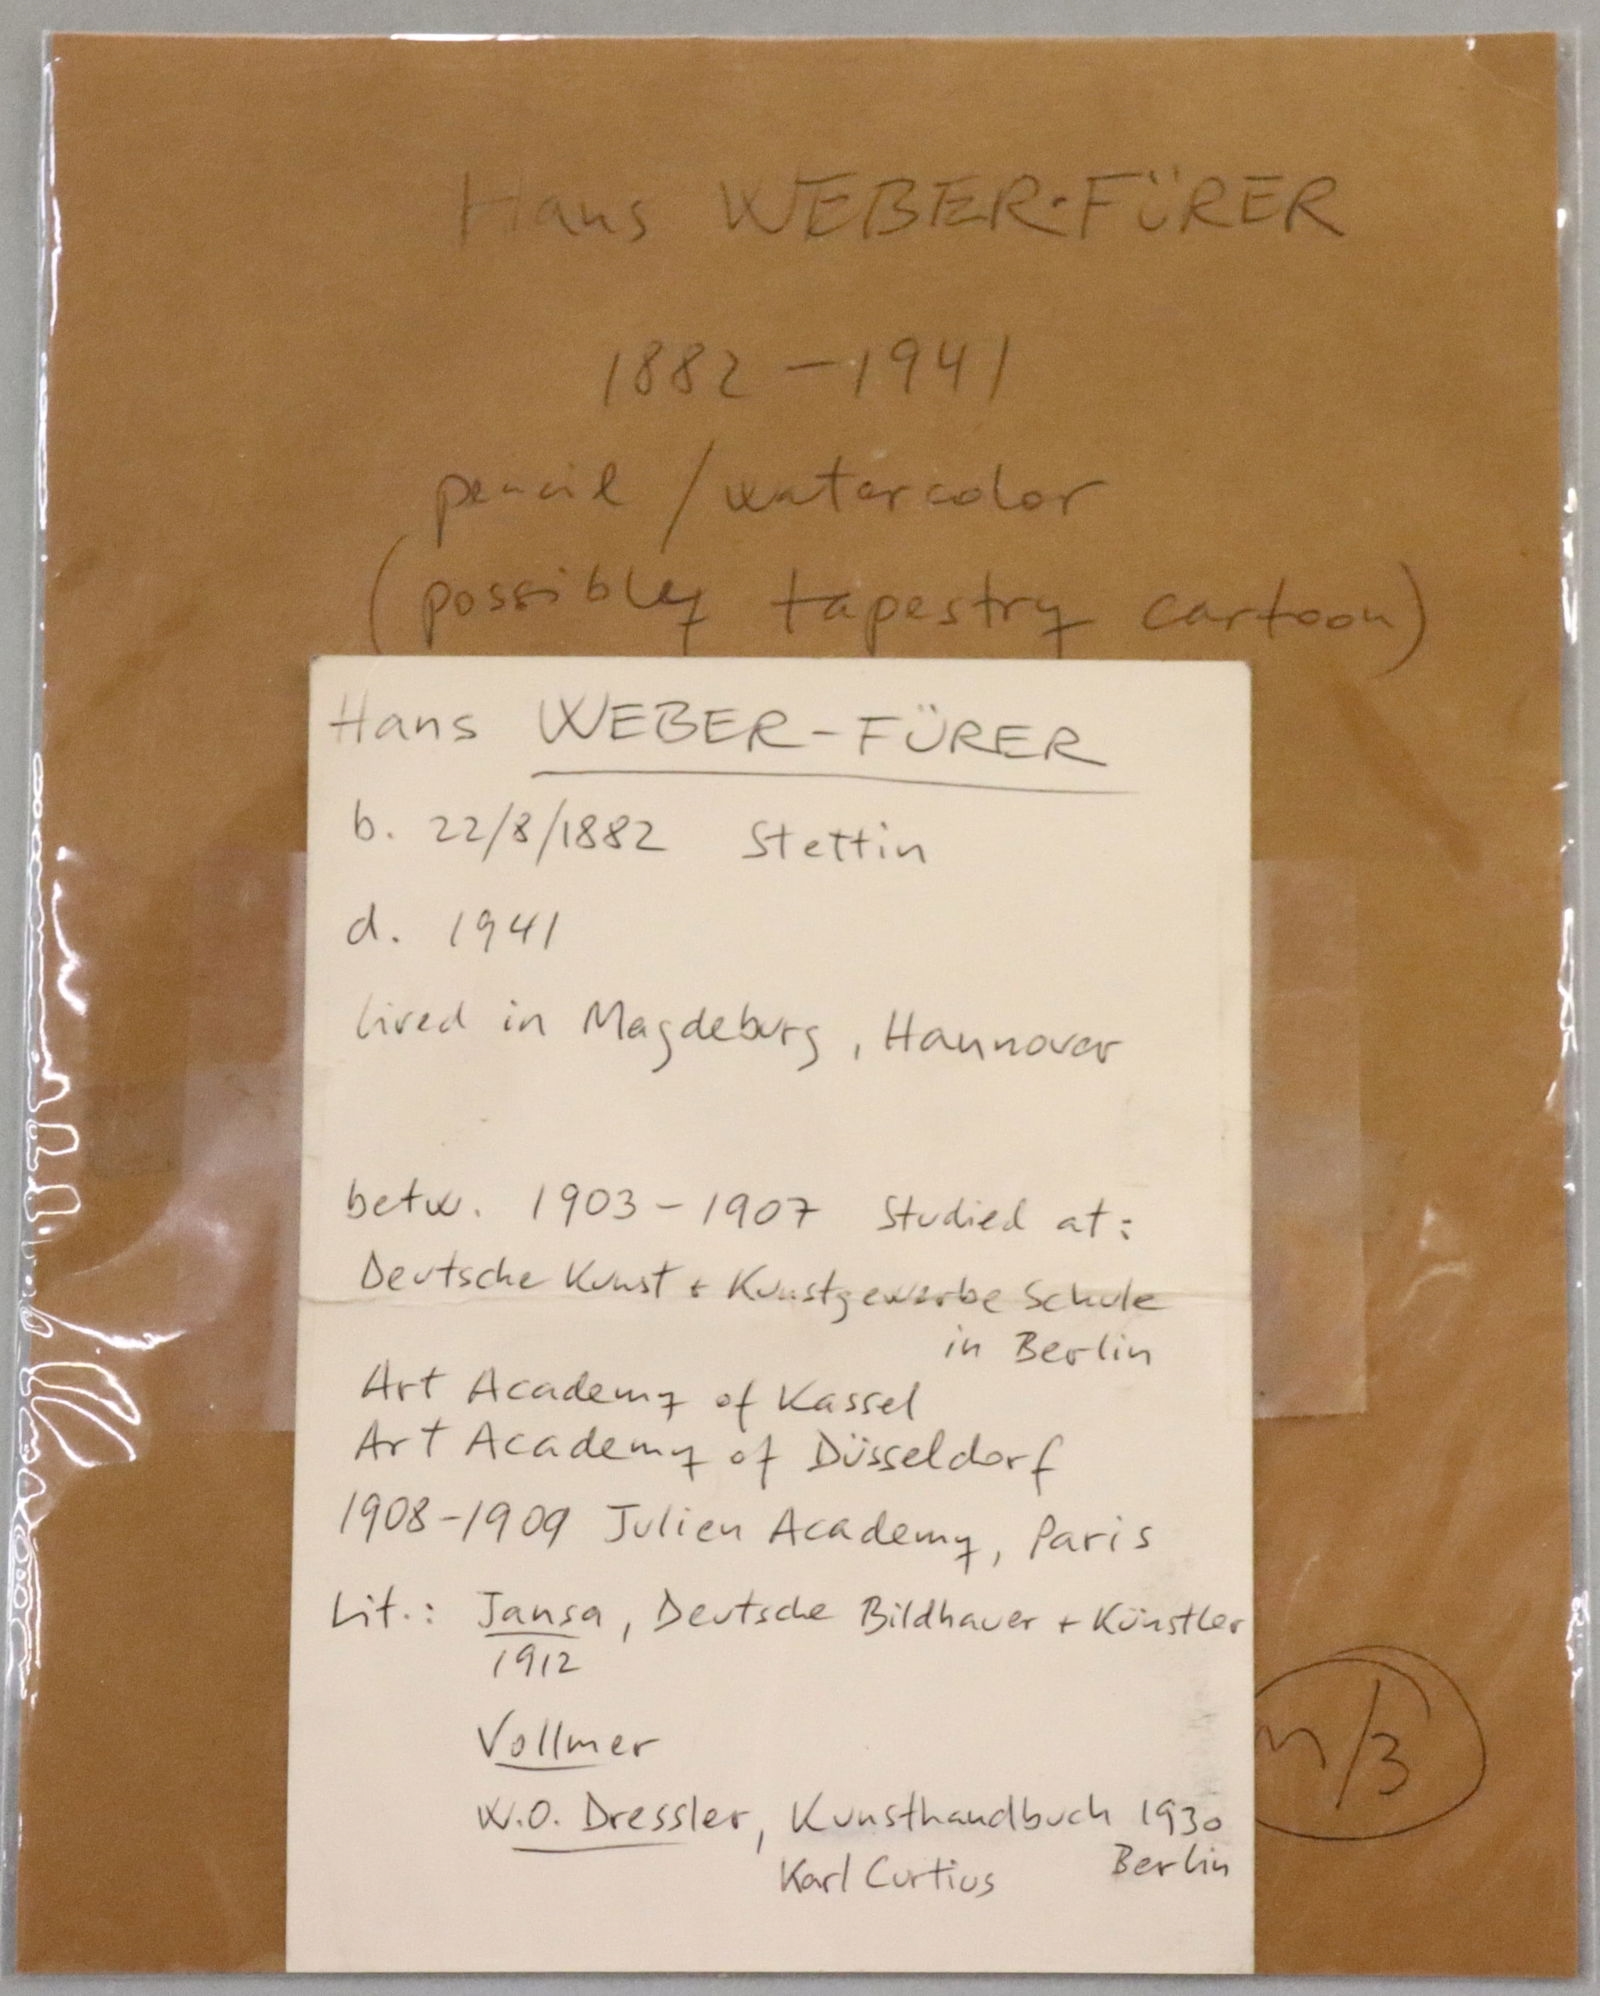 Hans WEBER-FÜRER
1882 - 1941
pencil / watercolor
(possibly tapestry cartoon)
Hans WEBER-FÜRER
b. 22/8/1882 Stettin
d. 1941
lived in Magdeburg, Hannover
betw. 1903-1907 Studied at:
Deutsche Kunst + Kunstgewerbe Schule
in Berlin
Art Academy of Kassel
Art Academy of Düsseldorf
1908-1909 Julien Academy, Paris
Lit.: Jansa, Deutsche Bildhauer + Künstler
1912
Vollmer
W.O. Dressler, Kunsthandbuch 1930
Karl Curtius Berlin
/3